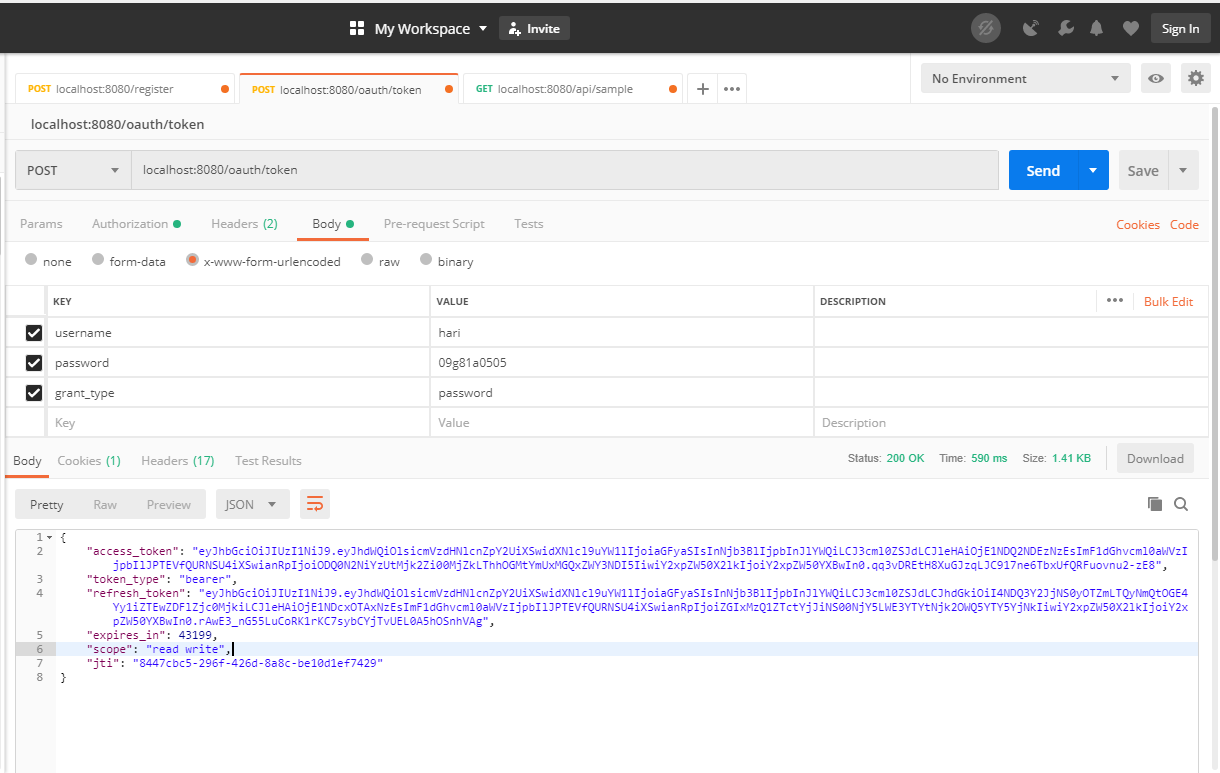 My Workspace
Invite
Sign In
POST localhost:8080/register
POST localhost:8080/oauth/token
GET localhost:8080/api/sample
No Environment
localhost:8080/oauth/token
POST localhost:8080/oauth/token
Send
Save
Params Authorization Headers (2) Body Pre-request Script Tests
Cookies Code
none form-data x-www-form-urlencoded raw binary
KEY VALUE DESCRIPTION
Bulk Edit
username hari
password 09g81a0505
grant_type password
Key Value Description
Body Cookies (1) Headers (17) Test Results
Status: 200 OK Time: 590 ms Size: 1.41 KB
Download
Pretty Raw Preview JSON
1 {
2 "access_token": "eyJhbGciOiJIUzI1NiJ9.eyJhdWQiOlsicmVzdHNlcnZpY2UiXSwidXNlcl9uYW1lIjoiaGFyaSIsInNjb3BlIjpbInJlYWQiLCJ3cml0ZSJdLCJleHAiOjE1NDQ2NDEzNzEsImF1dGhvcml0aWVzI
jpbIlJPTEVfQURNSU4iXSwianRpIjoiODQ0N2NiYzUtMjk2Zi00MjZkLThhOGMtYmUxMGQxZWY3NDI5IiwiY2xpZW50X2lkIjoiY2xpZW50YXBwIn0.qq3vDREtH8XuGJzqLJC917ne6TbxUfQRFuovnu2-zE8",
3 "token_type": "bearer",
4 "refresh_token": "eyJhbGciOiJIUzI1NiJ9.eyJhdWQiOlsicmVzdHNlcnZpY2UiXSwidXNlcl9uYW1lIjoiaGFyaSIsInNjb3BlIjpbInJlYWQiLCJ3cml0ZSJdLCJhdGkiOiI4NDQ3Y2JjNS0yOTZmLTQyNmQtOGE4
Yy1iZTEwZDFlZjc0MjkiLCJleHAiOjE1NDcxOTAxNzEsImF1dGhvcml0aWVzIjpbIlJPTEVfQURNSU4iXSwianRpIjoiZGIxMzQ1ZTctYjJiNS00NjY5LWE3YTYtNjk2OWQ5YTY5YjNkIiwiY2xpZW50X2lkIjoiY2xp
ZW50YXBwIn0.rAwE3_nG55LuCoRK1rKC7sybCYjTvUEL0A5hOSnhVAg",
5 "expires_in": 43199,
6 "scope": "read write",
7 "jti": "8447cbc5-296f-426d-8a8c-be10d1ef7429"
8 }